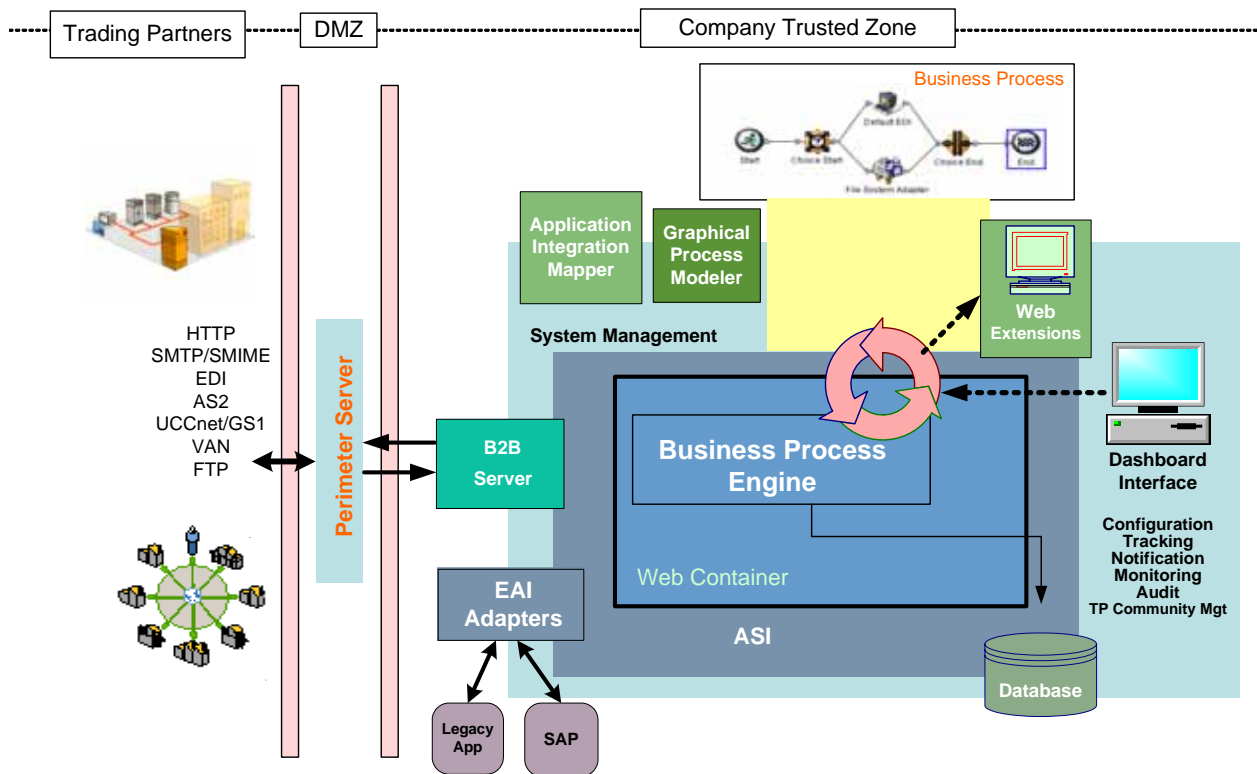 Trading Partners
DMZ
Company Trusted Zone
Business Process
Start
Choice Start
Default EDI
File System Adapter
Choice End
End
Application
Integration
Mapper
Graphical
Process
Modeler
Web
Extensions
System Management
HTTP
SMTP/SMIME
EDI
AS2
UCCnet/GS1
VAN
FTP
Perimeter Server
B2B
Server
Business Process
Engine
Web Container
ASI
EAI
Adapters
Legacy
App
SAP
Database
Dashboard
Interface
Configuration
Tracking
Notification
Monitoring
Audit
TP Community Mgt